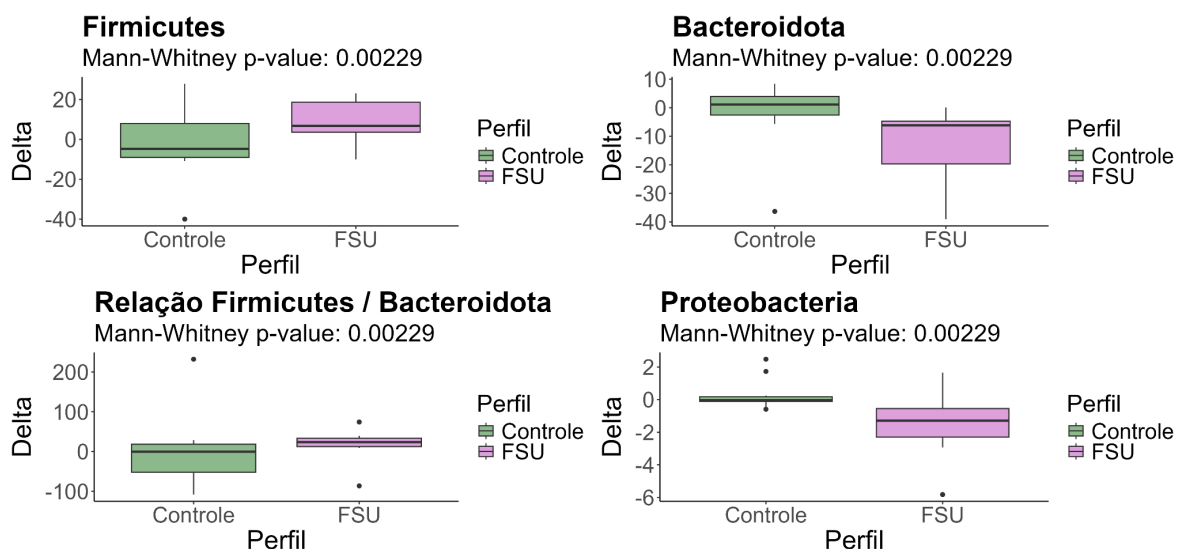 Firmicutes
Mann-Whitney p-value: 0.00229
20
0
-20
-40
Delta
Controle
FSU
Perfil
Perfil
Controle
FSU
Bacteroidota
Mann-Whitney p-value: 0.00229
10
0
-10
-20
-30
-40
Delta
Controle
FSU
Perfil
Perfil
Controle
FSU
Relação Firmicutes / Bacteroidota
Mann-Whitney p-value: 0.00229
200
100
0
-100
Delta
Controle
FSU
Perfil
Perfil
Controle
FSU
Proteobacteria
Mann-Whitney p-value: 0.00229
2
0
-2
-4
-6
Delta
Controle
FSU
Perfil
Perfil
Controle
FSU